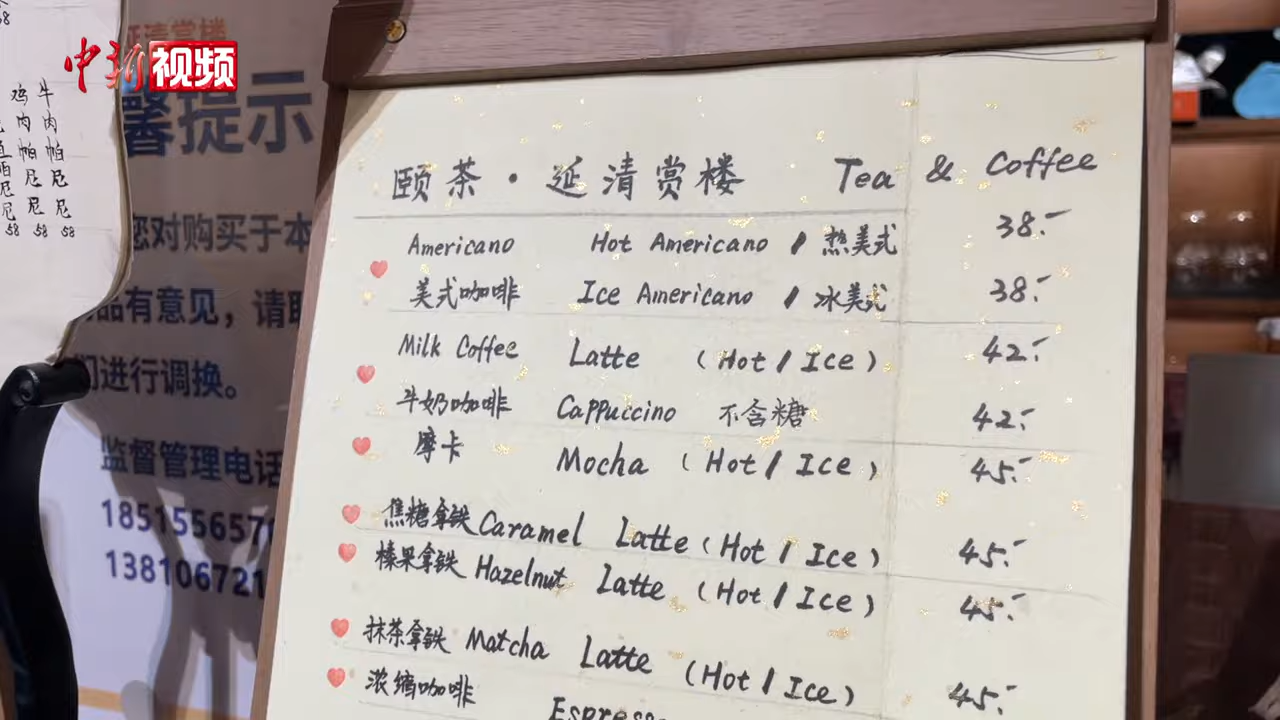 中新视频
鸡 牛
肉 肉
帕 帕
尼 尼
尼 尼 尼
58 58 58
馨提示
您对购买于本
品有意见，请联
们进行调换。
监督管理电话
1851556570
138106721
颐茶·延清赏楼 Tea & Coffee
Americano Hot Americano / 热美式 38.-
美式咖啡 Ice Americano / 冰美式 38.-
Milk Coffee Latte (Hot / Ice) 42.-
牛奶咖啡 Cappuccino 不含糖 42.-
摩卡 Mocha (Hot / Ice) 45.-
焦糖拿铁 Caramel Latte (Hot / Ice) 45.-
榛果拿铁 Hazelnut Latte (Hot / Ice) 45.-
抹茶拿铁 Matcha Latte (Hot / Ice) 45.-
浓缩咖啡 Espresso